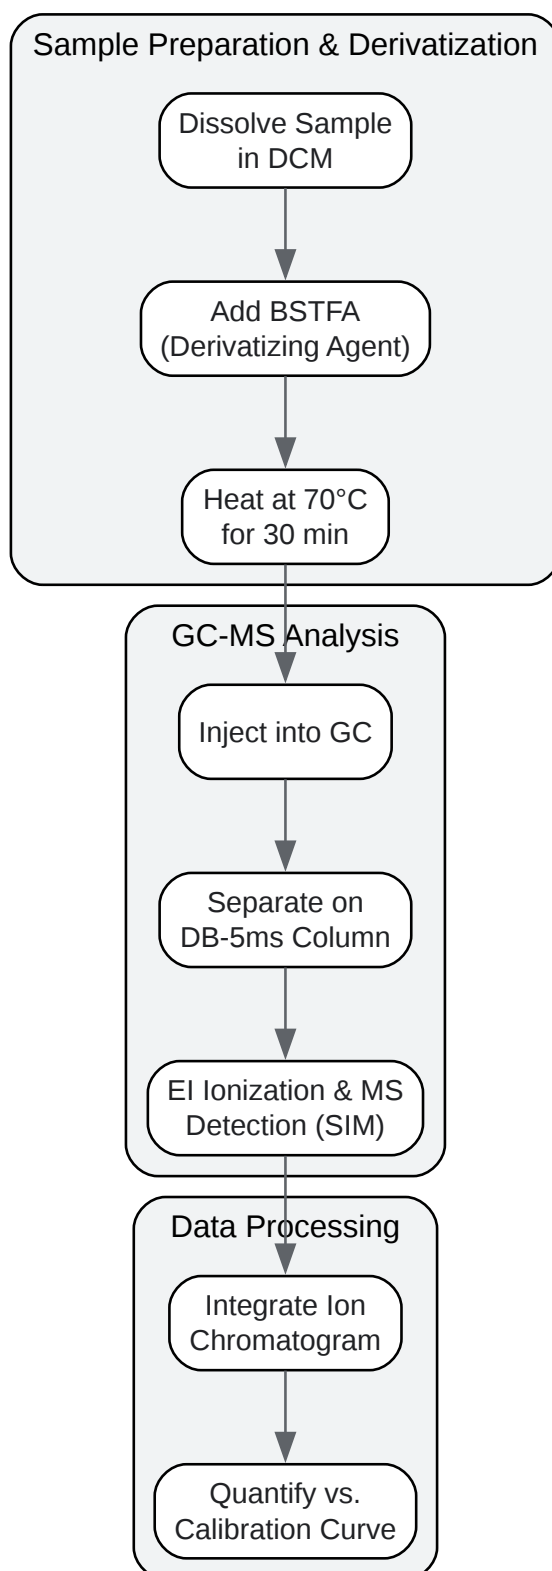 Sample Preparation & Derivatization
Dissolve Sample
in DCM
Add BSTFA
(Derivatizing Agent)
Heat at 70°C
for 30 min
GC-MS Analysis
Inject into GC
Separate on
DB-5ms Column
EI Ionization & MS
Detection (SIM)
Data Processing
Integrate Ion
Chromatogram
Quantify vs.
Calibration Curve